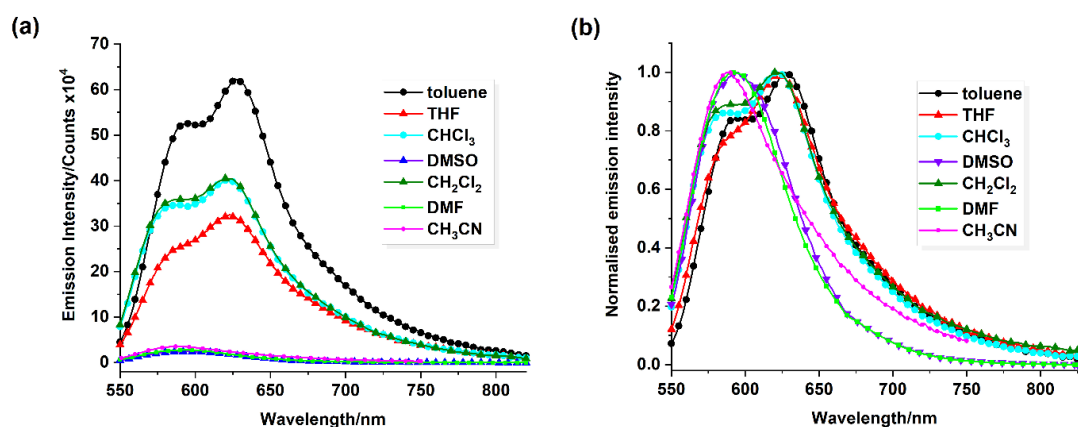 (a)
Emission Intensity/Counts x10⁴
70
60
50
40
30
20
10
0
550
600
650
700
750
800
Wavelength/nm
toluene
THF
CHCl₃
DMSO
CH₂Cl₂
DMF
CH₃CN
(b)
Normalised emission intensity
1.0
0.8
0.6
0.4
0.2
0.0
550
600
650
700
750
800
Wavelength/nm
toluene
THF
CHCl₃
DMSO
CH₂Cl₂
DMF
CH₃CN